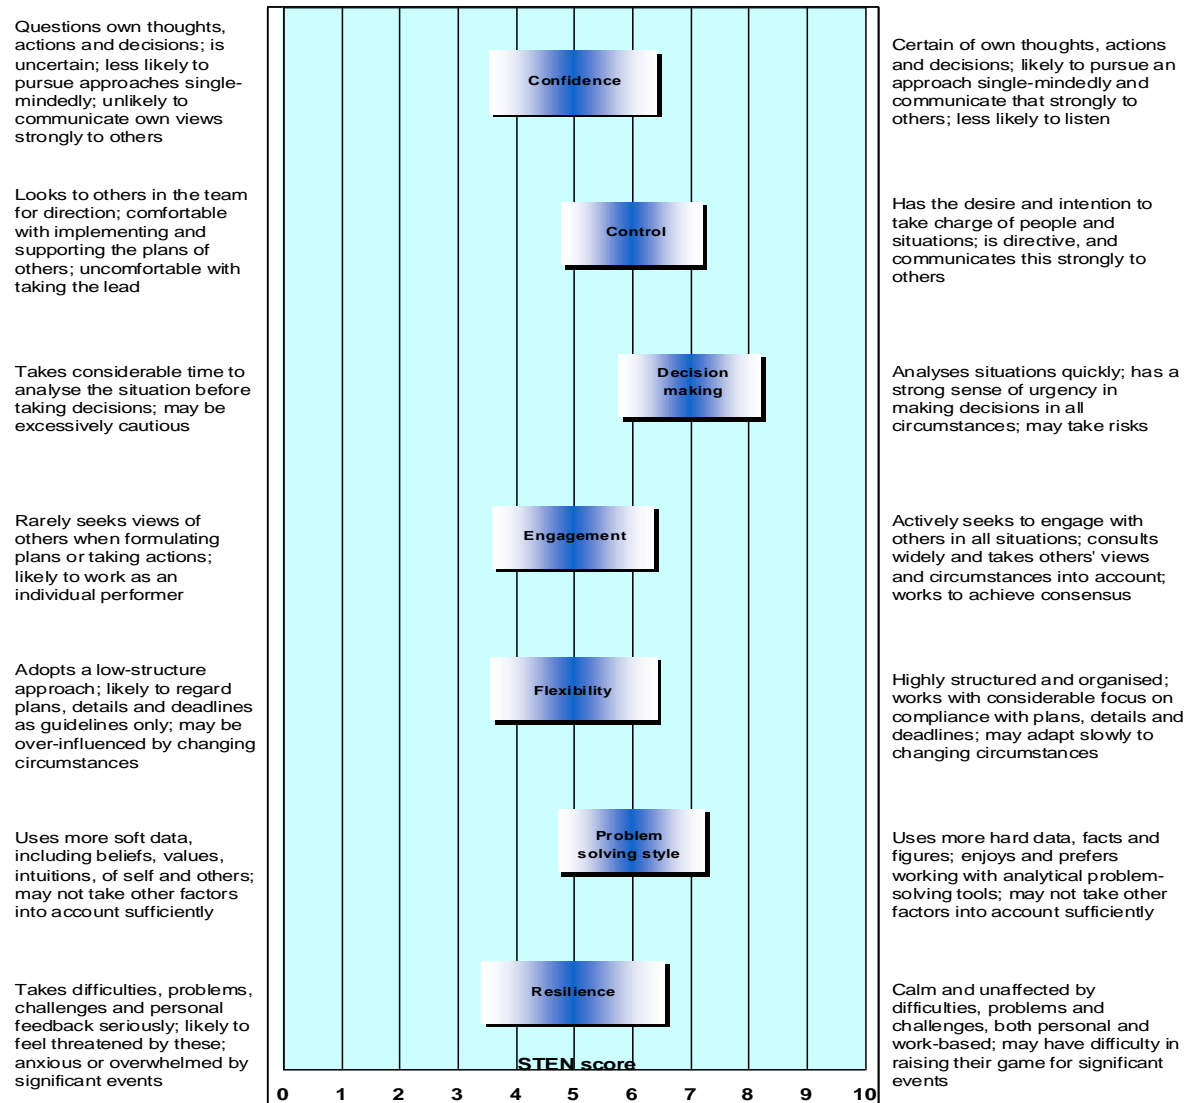 Questions own thoughts,
actions and decisions; is
uncertain; less likely to
pursue approaches single-
mindedly; unlikely to
communicate own views
strongly to others
Confidence
Certain of own thoughts, actions
and decisions; likely to pursue an
approach single-mindedly and
communicate that strongly to
others; less likely to listen
Looks to others in the team
for direction; comfortable
with implementing and
supporting the plans of
others; uncomfortable with
taking the lead
Control
Has the desire and intention to
take charge of people and
situations; is directive, and
communicates this strongly to
others
Takes considerable time to
analyse the situation before
taking decisions; may be
excessively cautious
Decision
making
Analyses situations quickly; has a
strong sense of urgency in
making decisions in all
circumstances; may take risks
Rarely seeks views of
others when formulating
plans or taking actions;
likely to work as an
individual performer
Engagement
Actively seeks to engage with
others in all situations; consults
widely and takes others' views
and circumstances into account;
works to achieve consensus
Adopts a low-structure
approach; likely to regard
plans, details and deadlines
as guidelines only; may be
over-influenced by changing
circumstances
Flexibility
Highly structured and organised;
works with considerable focus on
compliance with plans, details and
deadlines; may adapt slowly to
changing circumstances
Uses more soft data,
including beliefs, values,
intuitions, of self and others;
may not take other factors
into account sufficiently
Problem
solving style
Uses more hard data, facts and
figures; enjoys and prefers
working with analytical problem-
solving tools; may not take other
factors into account sufficiently
Takes difficulties, problems,
challenges and personal
feedback seriously; likely to
feel threatened by these;
anxious or overwhelmed by
significant events
Resilience
Calm and unaffected by
difficulties, problems and
challenges, both personal and
work-based; may have difficulty in
raising their game for significant
events
STEN score
0 1 2 3 4 5 6 7 8 9 10